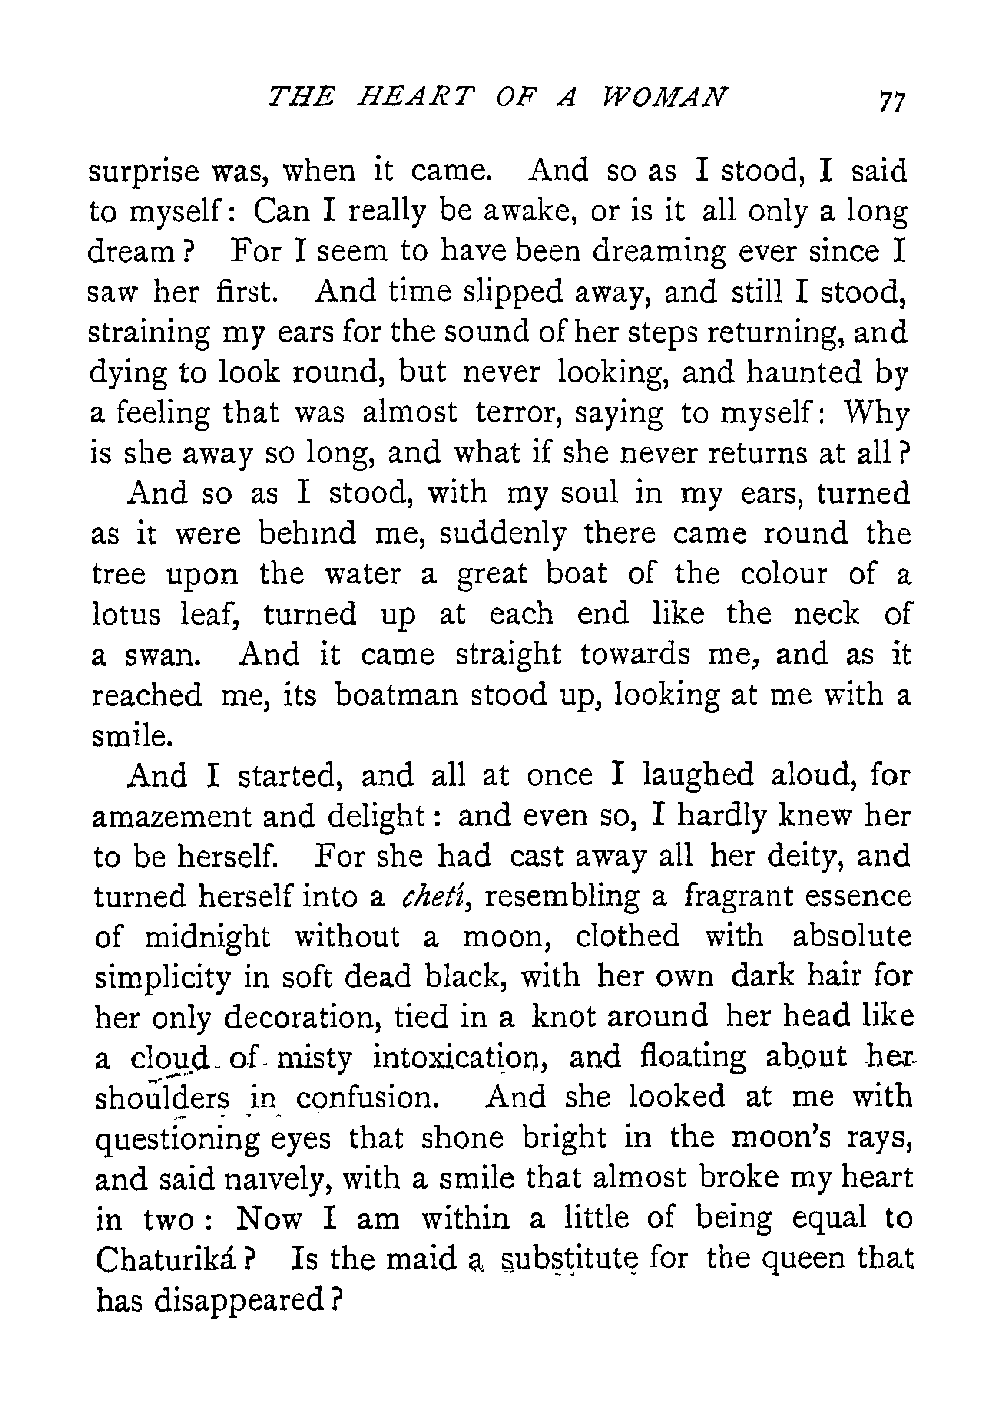 THE HEART OF A WOMAN 77
surprise was, when it came. And so as I stood, I said
to myself: Can I really be awake, or is it all only a long
dream? For I seem to have been dreaming ever since I
saw her first. And time slipped away, and still I stood,
straining my ears for the sound of her steps returning, and
dying to look round, but never looking, and haunted by
a feeling that was almost terror, saying to myself: Why
is she away so long, and what if she never returns at all?
And so as I stood, with my soul in my ears, turned
as it were behind me, suddenly there came round the
tree upon the water a great boat of the colour of a
lotus leaf, turned up at each end like the neck of
a swan. And it came straight towards me, and as it
reached me, its boatman stood up, looking at me with a
smile.
And I started, and all at once I laughed aloud, for
amazement and delight: and even so, I hardly knew her
to be herself. For she had cast away all her deity, and
turned herself into a chetí, resembling a fragrant essence
of midnight without a moon, clothed with absolute
simplicity in soft dead black, with her own dark hair for
her only decoration, tied in a knot around her head like
a cloud of misty intoxication, and floating about her
shoulders in confusion. And she looked at me with
questioning eyes that shone bright in the moon's rays,
and said naïvely, with a smile that almost broke my heart
in two: Now I am within a little of being equal to
Chaturiká? Is the maid a substitute for the queen that
has disappeared?